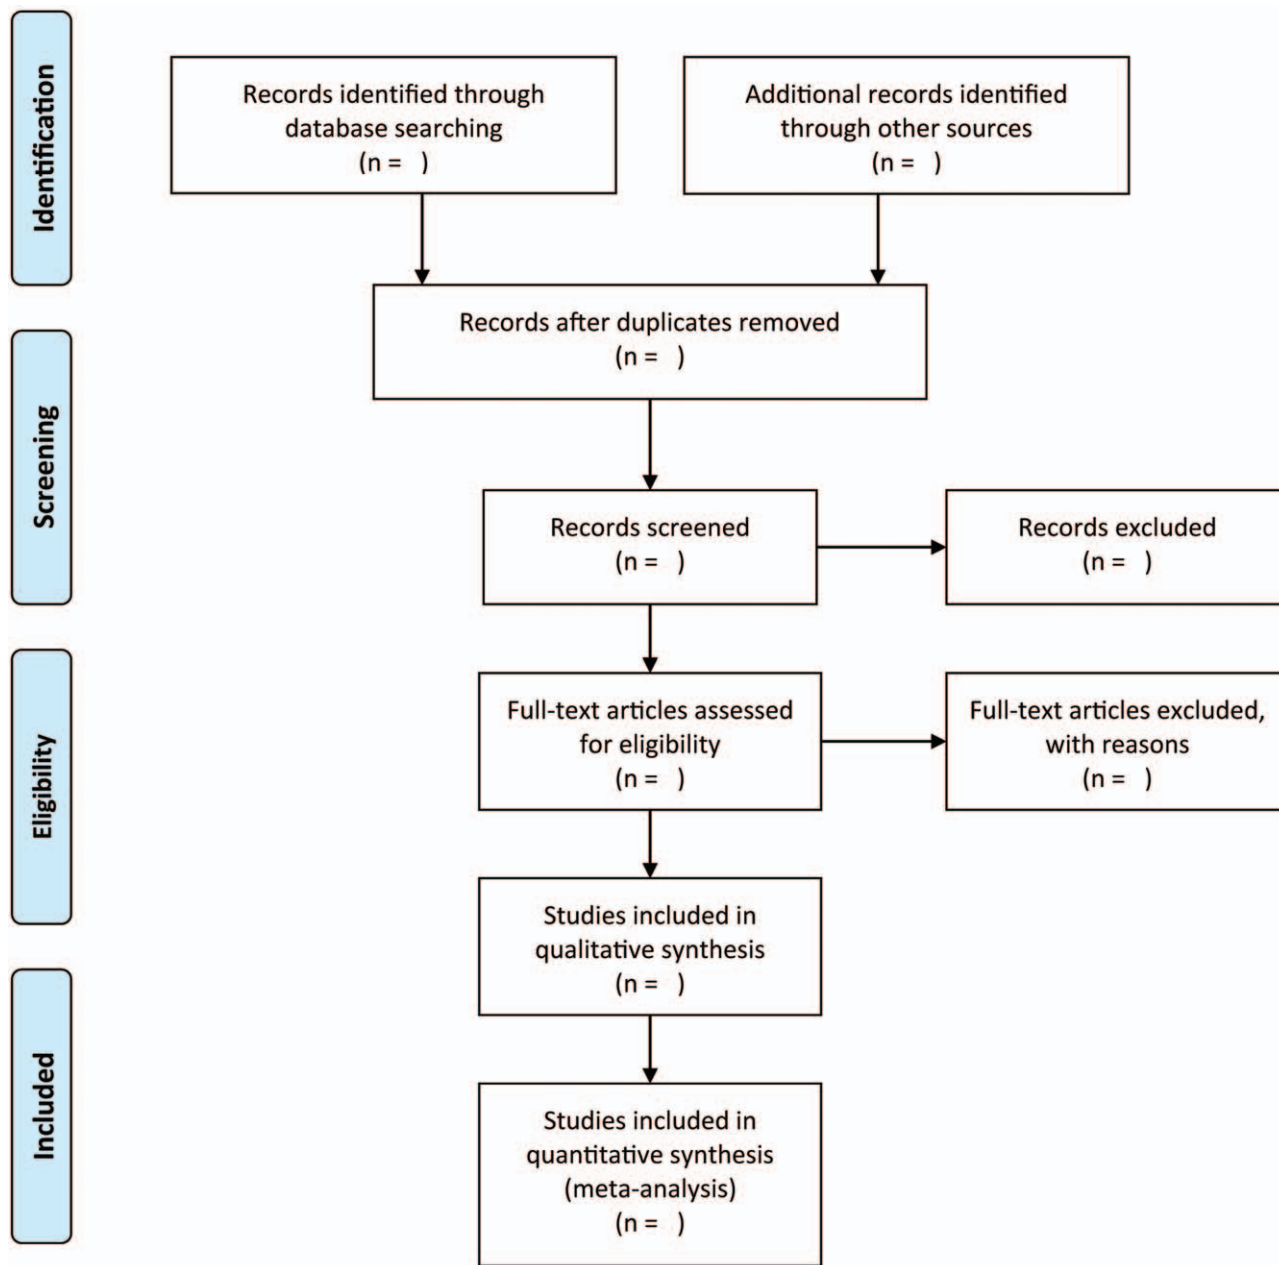 Identification
Records identified through
database searching
(n =   )
Additional records identified
through other sources
(n =   )
Records after duplicates removed
(n =   )
Screening
Records screened
(n =   )
Records excluded
(n =   )
Eligibility
Full-text articles assessed
for eligibility
(n =   )
Full-text articles excluded,
with reasons
(n =   )
Studies included in
qualitative synthesis
(n =   )
Included
Studies included in
quantitative synthesis
(meta-analysis)
(n =   )